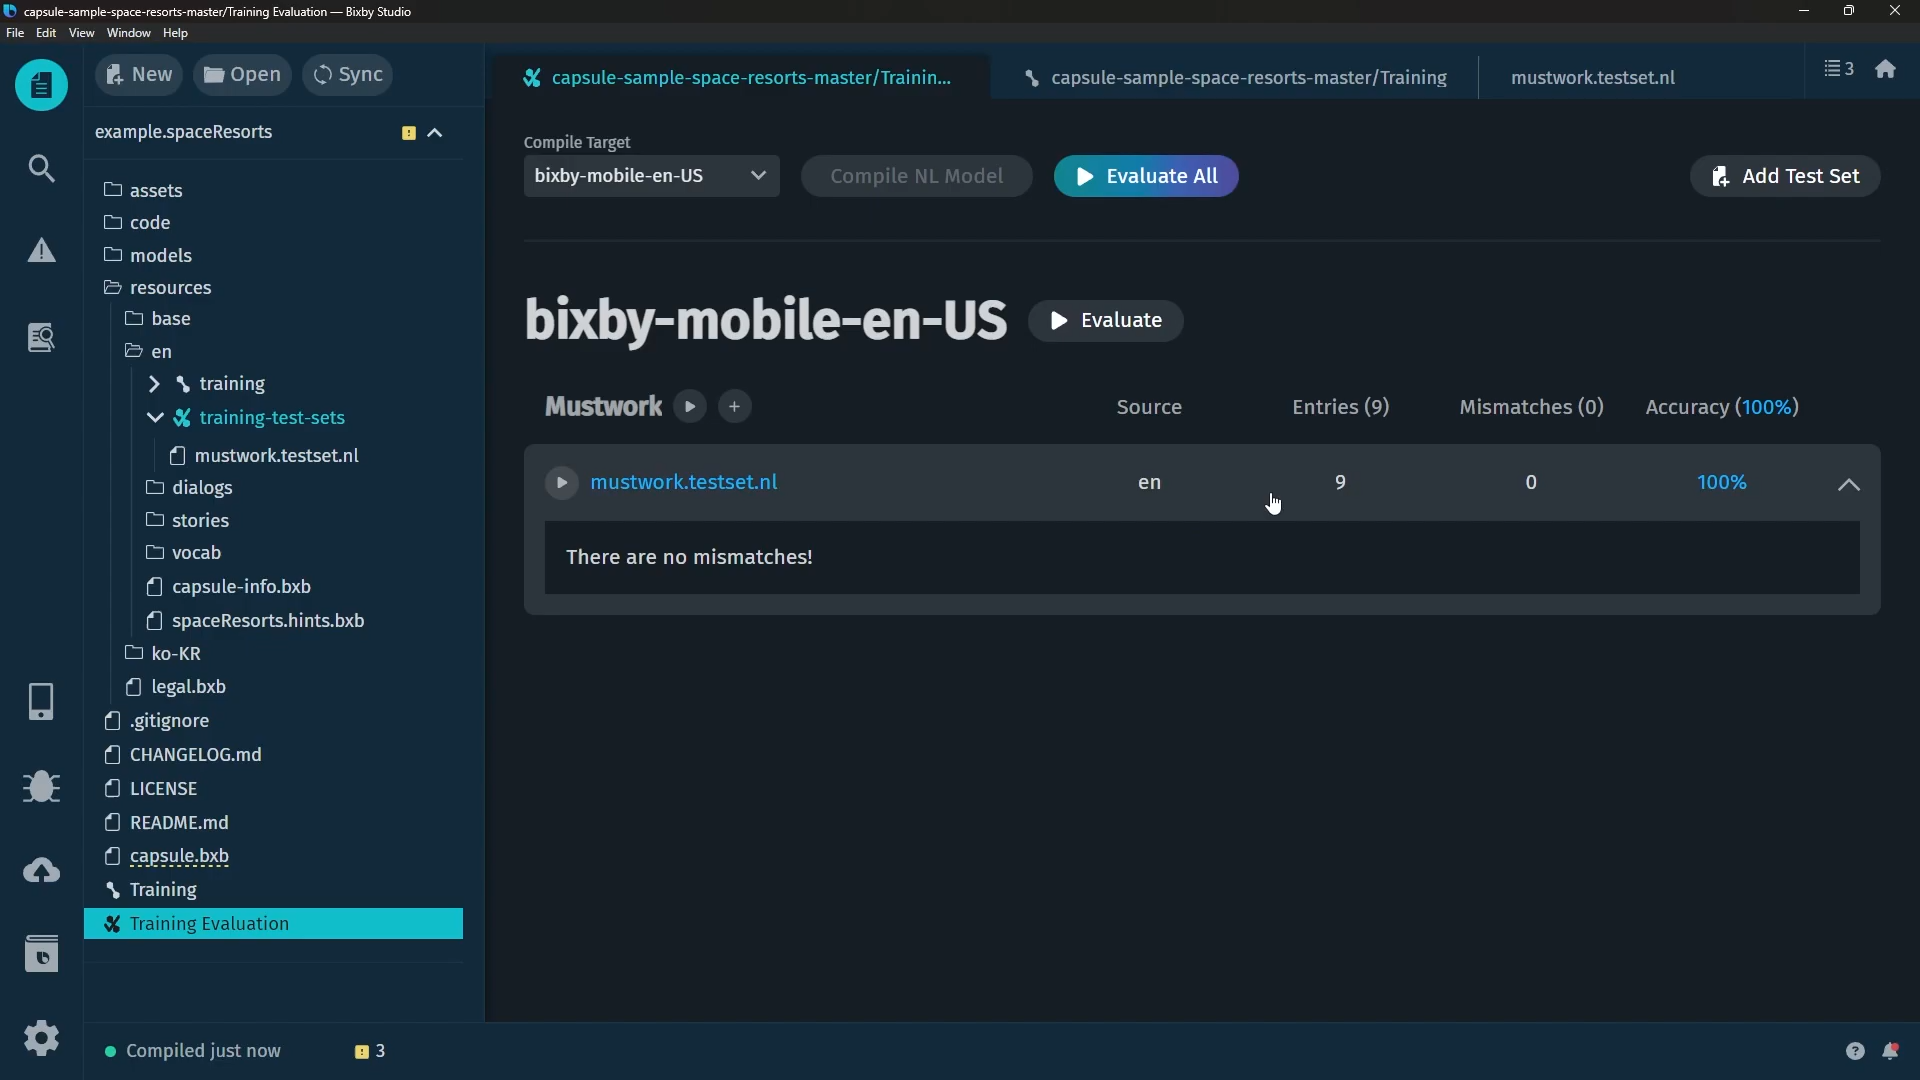 capsule-sample-space-resorts-master/Training Evaluation — Bixby Studio
File Edit View Window Help
New Open Sync
capsule-sample-space-resorts-master/Trainin...
capsule-sample-space-resorts-master/Training
mustwork.testset.nl
3
example.spaceResorts
assets
code
models
resources
base
en
training
training-test-sets
mustwork.testset.nl
dialogs
stories
vocab
capsule-info.bxb
spaceResorts.hints.bxb
ko-KR
legal.bxb
.gitignore
CHANGELOG.md
LICENSE
README.md
capsule.bxb
Training
Training Evaluation
Compile Target
bixby-mobile-en-US Compile NL Model Evaluate All Add Test Set
bixby-mobile-en-US Evaluate
Mustwork Source Entries (9) Mismatches (0) Accuracy (100%)
mustwork.testset.nl en 9 0 100%
There are no mismatches!
Compiled just now 3